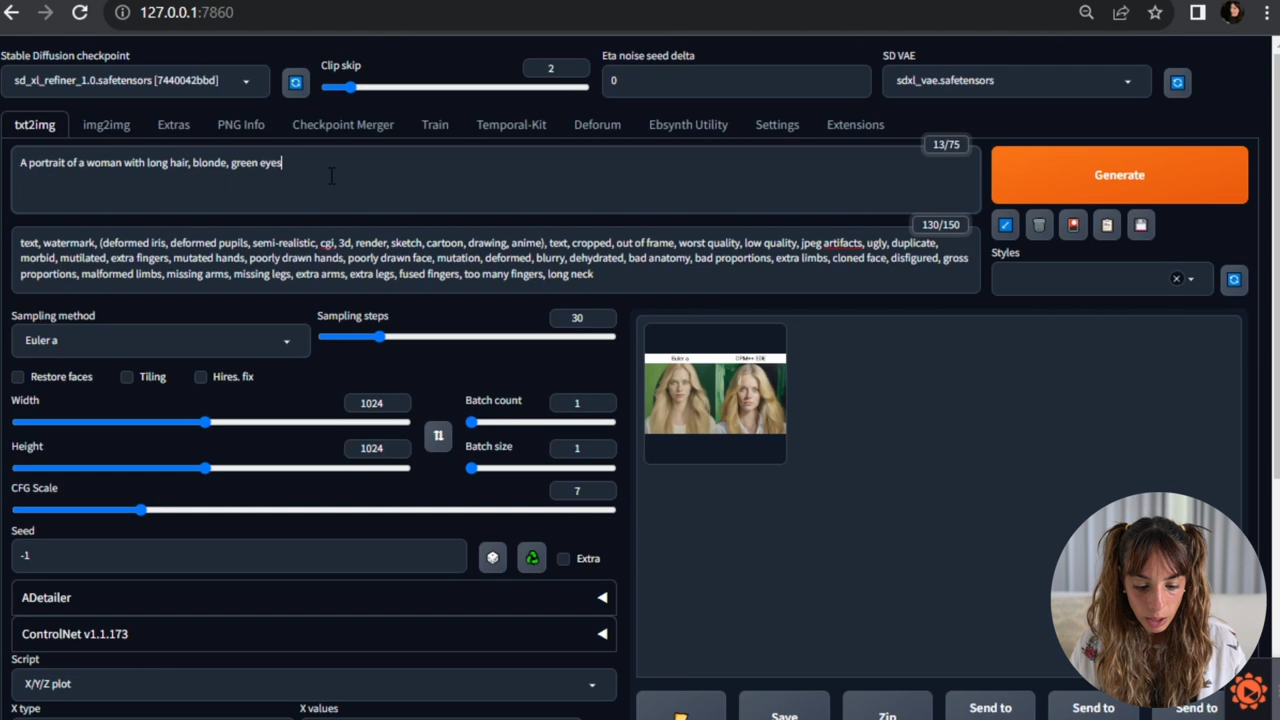 127.0.0.1:7860
Stable Diffusion checkpoint
sd_xl_refiner_1.0.safetensors [7440042bbd]
Clip skip
2
Eta noise seed delta
0
SD VAE
sdxl_vae.safetensors
txt2img img2img Extras PNG Info Checkpoint Merger Train Temporal-Kit Deforum Ebsynth Utility Settings Extensions
13/75
A portrait of a woman with long hair, blonde, green eyes
Generate
130/150
text, watermark, (deformed iris, deformed pupils, semi-realistic, cgi, 3d, render, sketch, cartoon, drawing, anime), text, cropped, out of frame, worst quality, low quality, jpeg artifacts, ugly, duplicate,
morbid, mutilated, extra fingers, mutated hands, poorly drawn hands, poorly drawn face, mutation, deformed, blurry, dehydrated, bad anatomy, bad proportions, extra limbs, cloned face, disfigured, gross
proportions, malformed limbs, missing arms, missing legs, extra arms, extra legs, fused fingers, too many fingers, long neck
Styles
Sampling method
Euler a
Sampling steps
30
Restore faces Tiling Hires. fix
Width
1024
Batch count
1
Height
1024
Batch size
1
CFG Scale
7
Seed
-1
Extra
ADetailer
ControlNet v1.1.173
Script
X/Y/Z plot
X type
X values
Euler a
Save
Zip
Send to
Send to
Send to